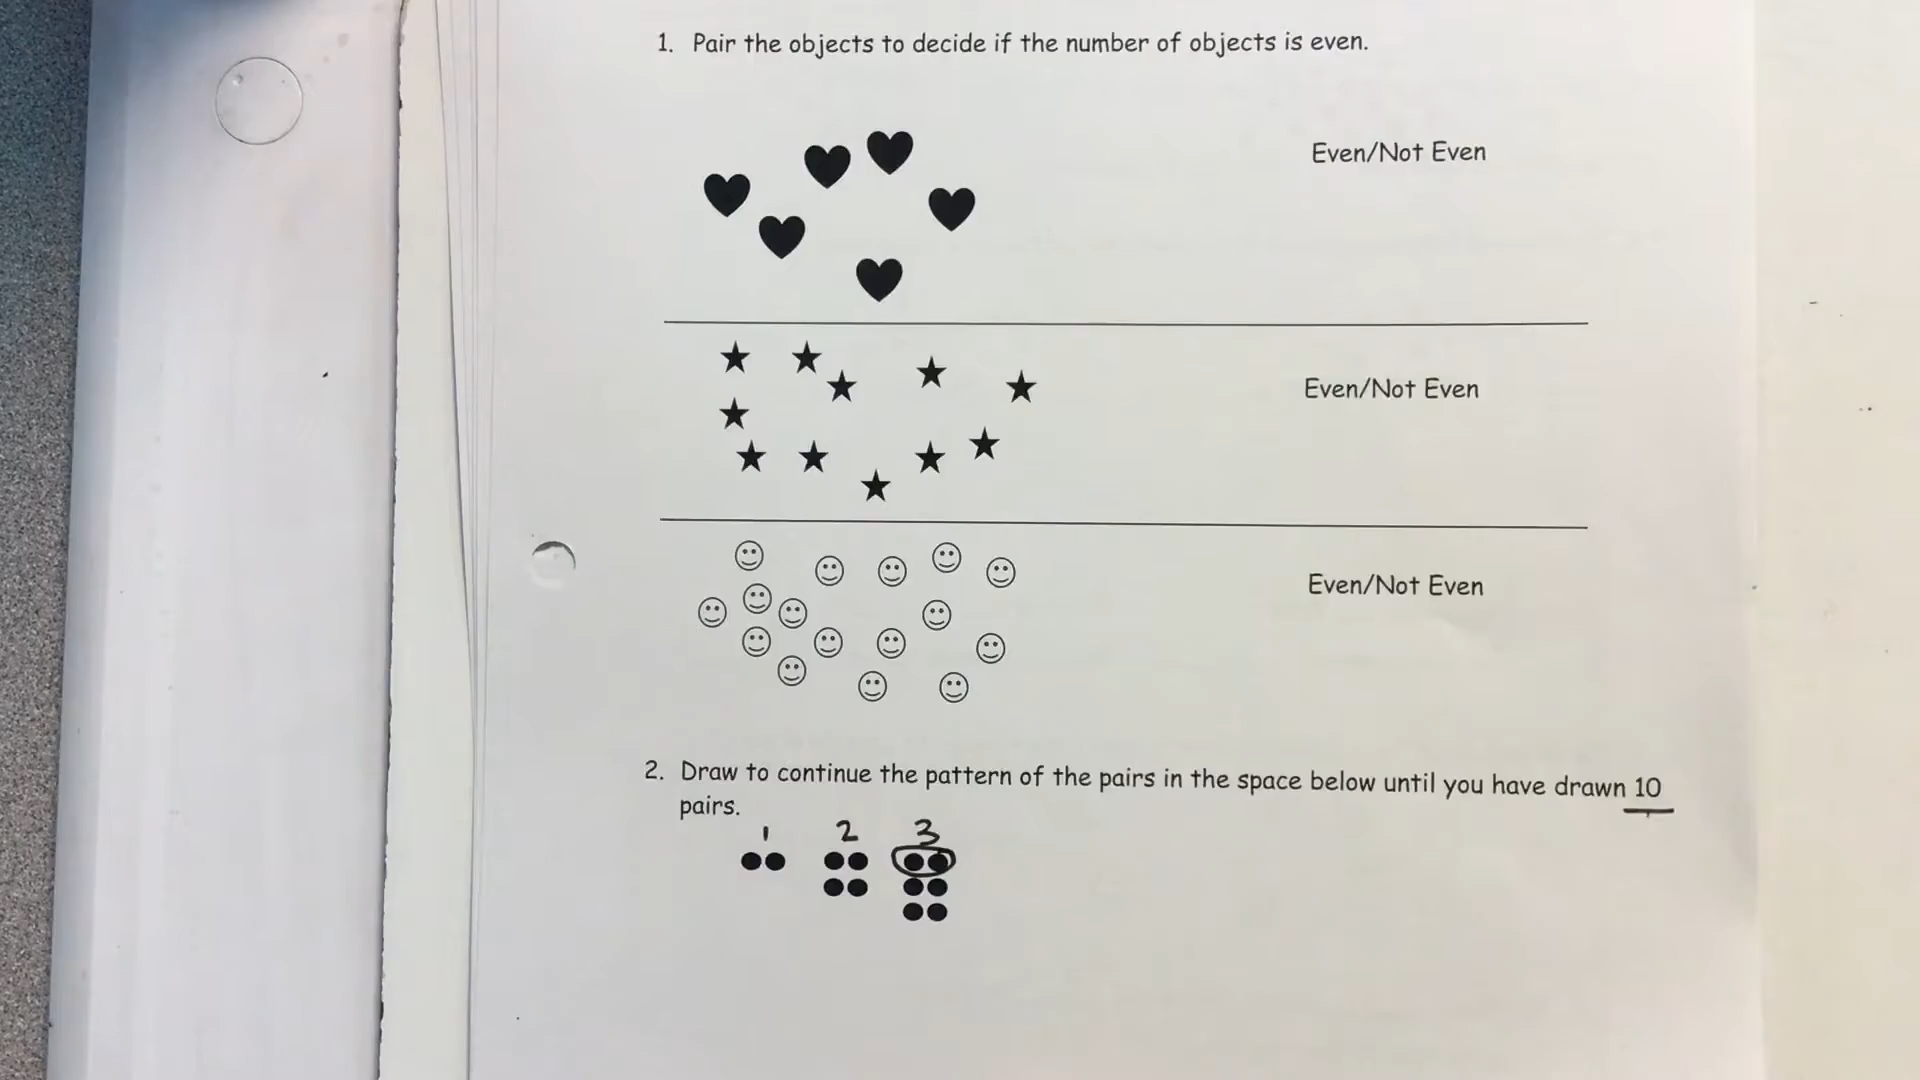 1. Pair the objects to decide if the number of objects is even.
Even/Not Even
Even/Not Even
Even/Not Even
2. Draw to continue the pattern of the pairs in the space below until you have drawn 10
pairs.
1 2 3